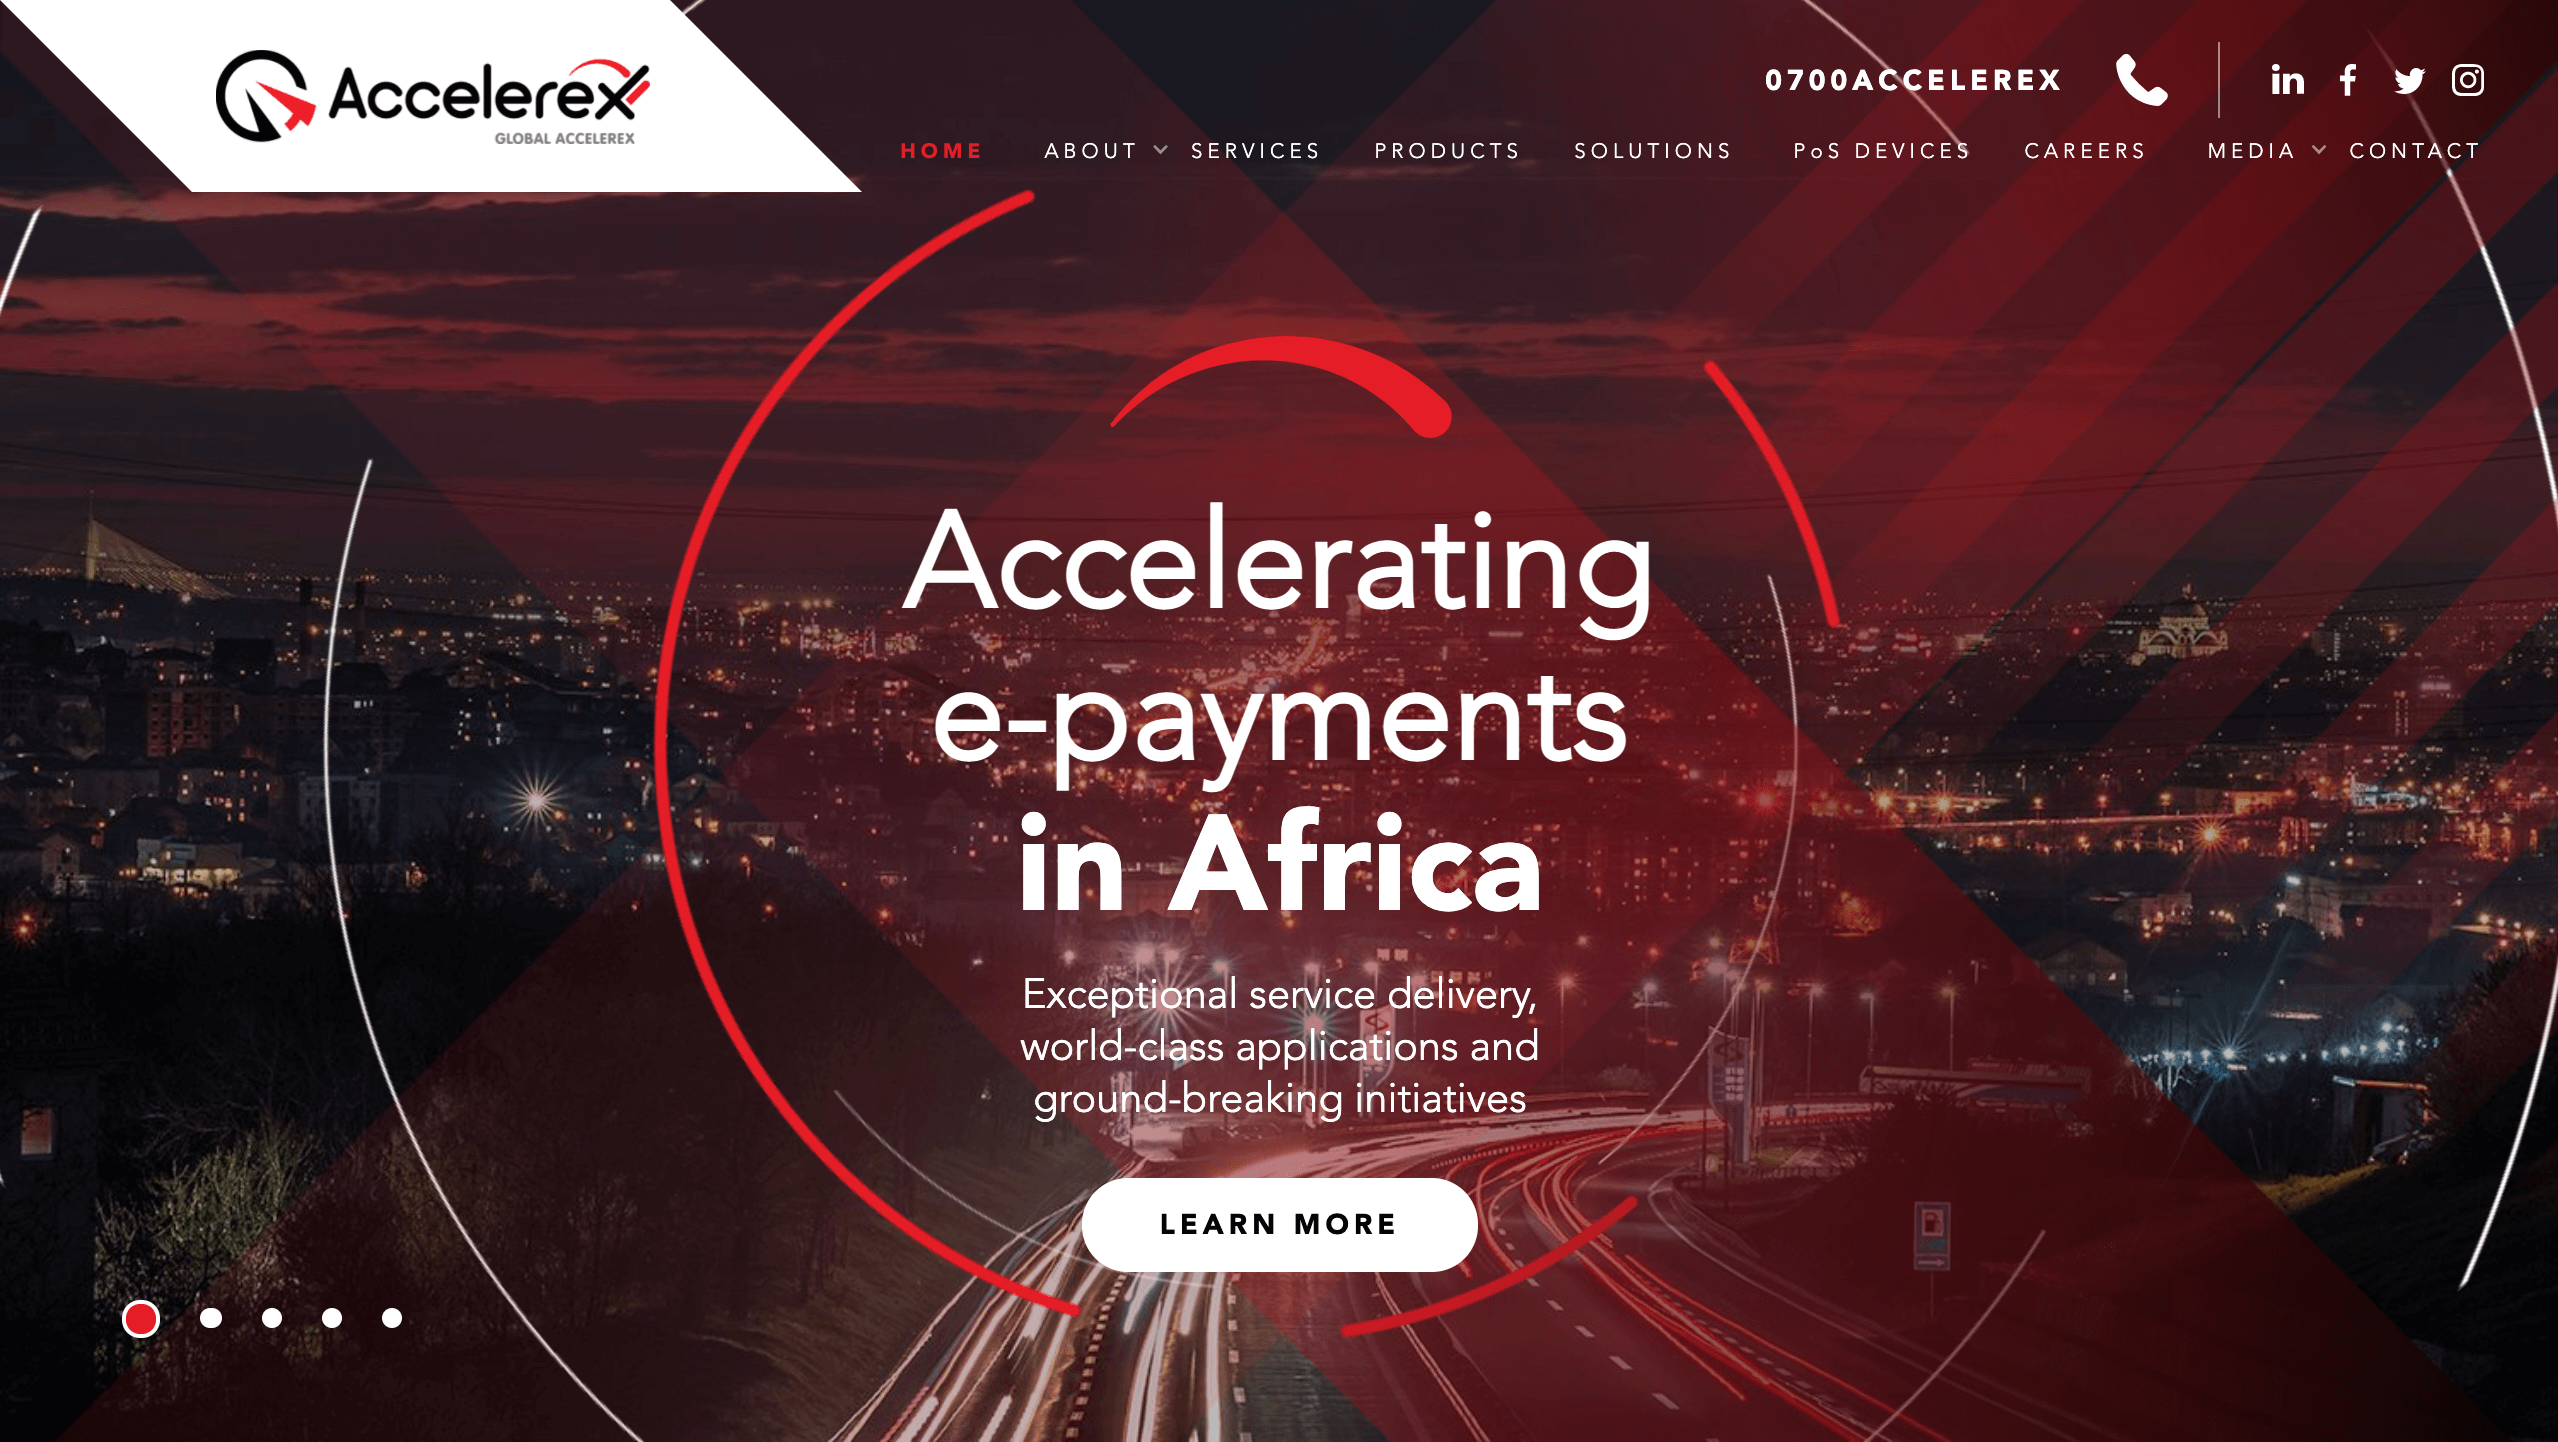 Accelerex
GLOBAL ACCELEREX
0700ACCELEREX
HOME ABOUT SERVICES PRODUCTS SOLUTIONS PoS DEVICES CAREERS MEDIA CONTACT
Accelerating
e-payments
in Africa
Exceptional service delivery,
world-class applications and
ground-breaking initiatives
LEARN MORE